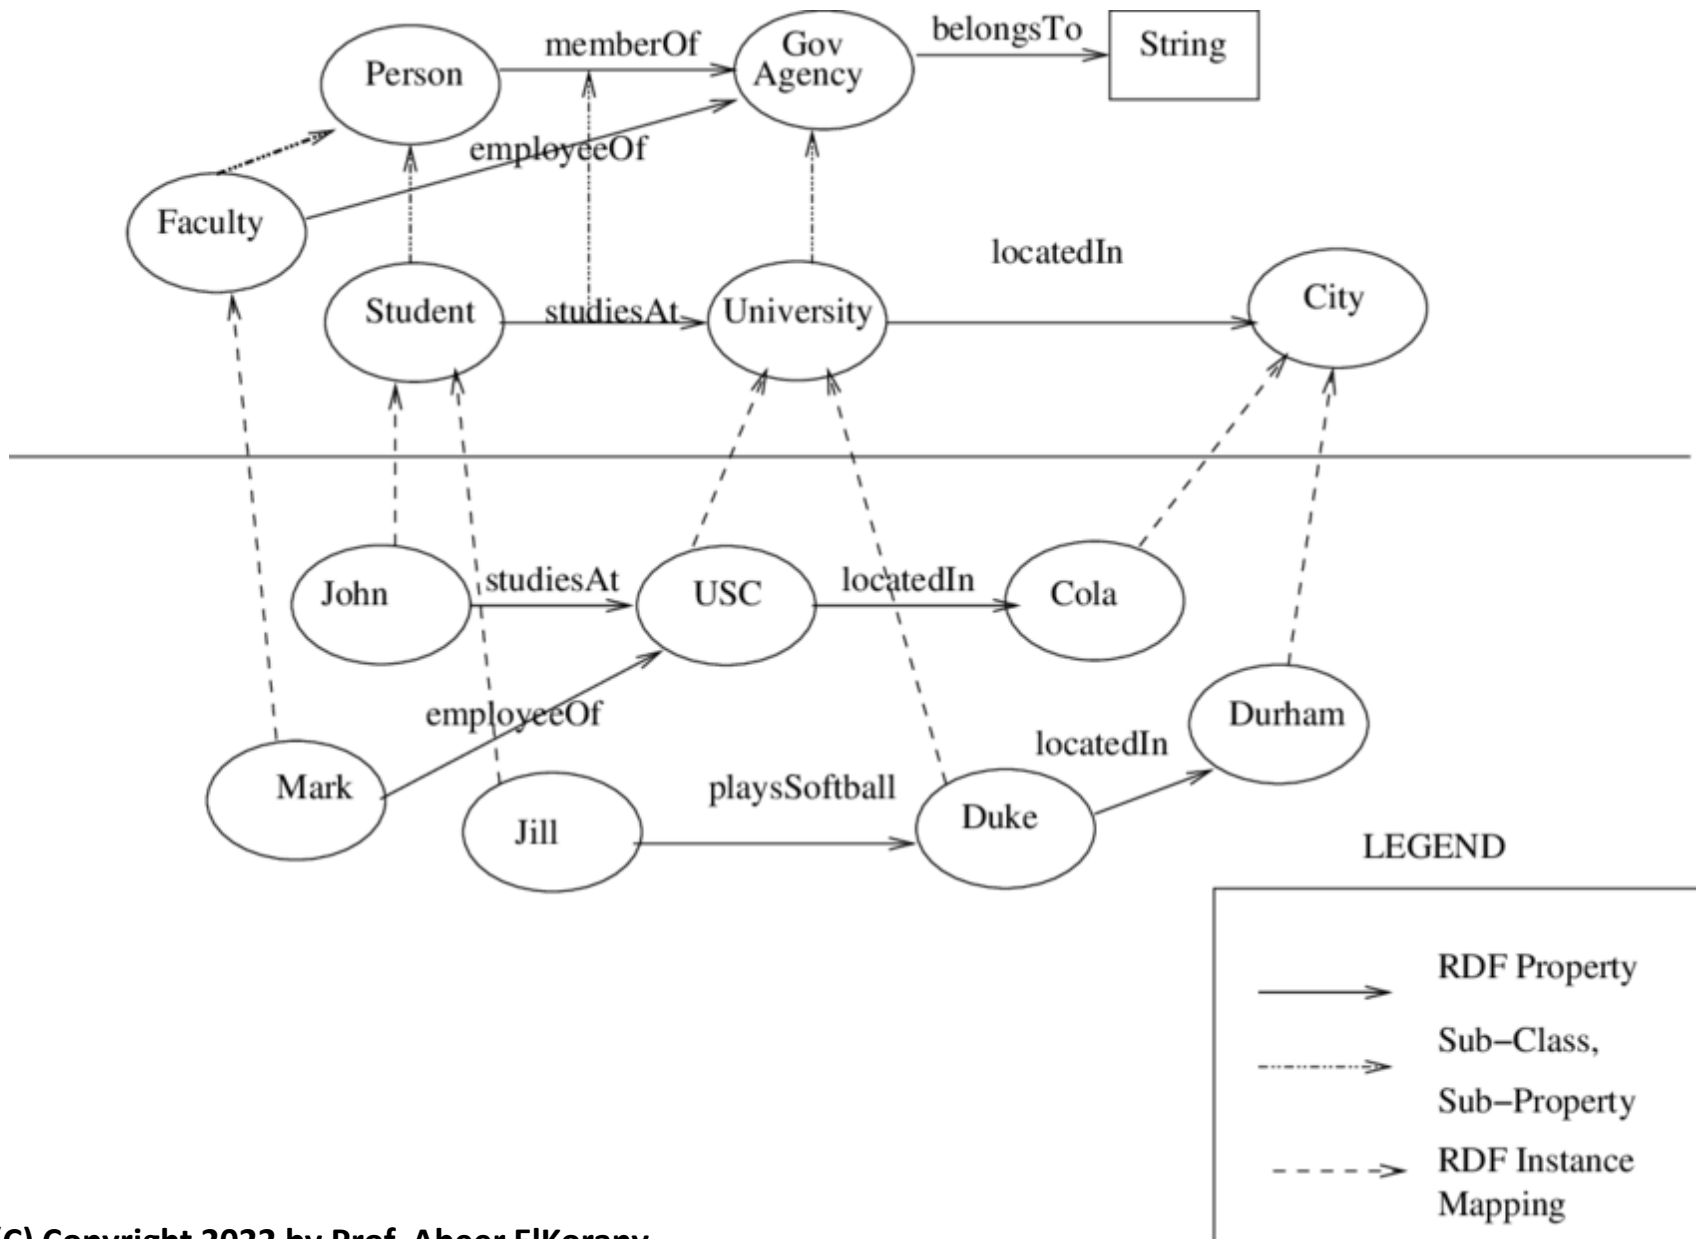 memberOf
belongsTo
Person
Gov
Agency
String
employeeOf
Faculty
locatedIn
Student
studiesAt
University
City
John
studiesAt
USC
locatedIn
Cola
employeeOf
Durham
locatedIn
Mark
playsSoftball
Jill
Duke
LEGEND
RDF Property
Sub-Class,
Sub-Property
RDF Instance
Mapping
(C) Copyright 2022 by Prof. Abeer ElKorany